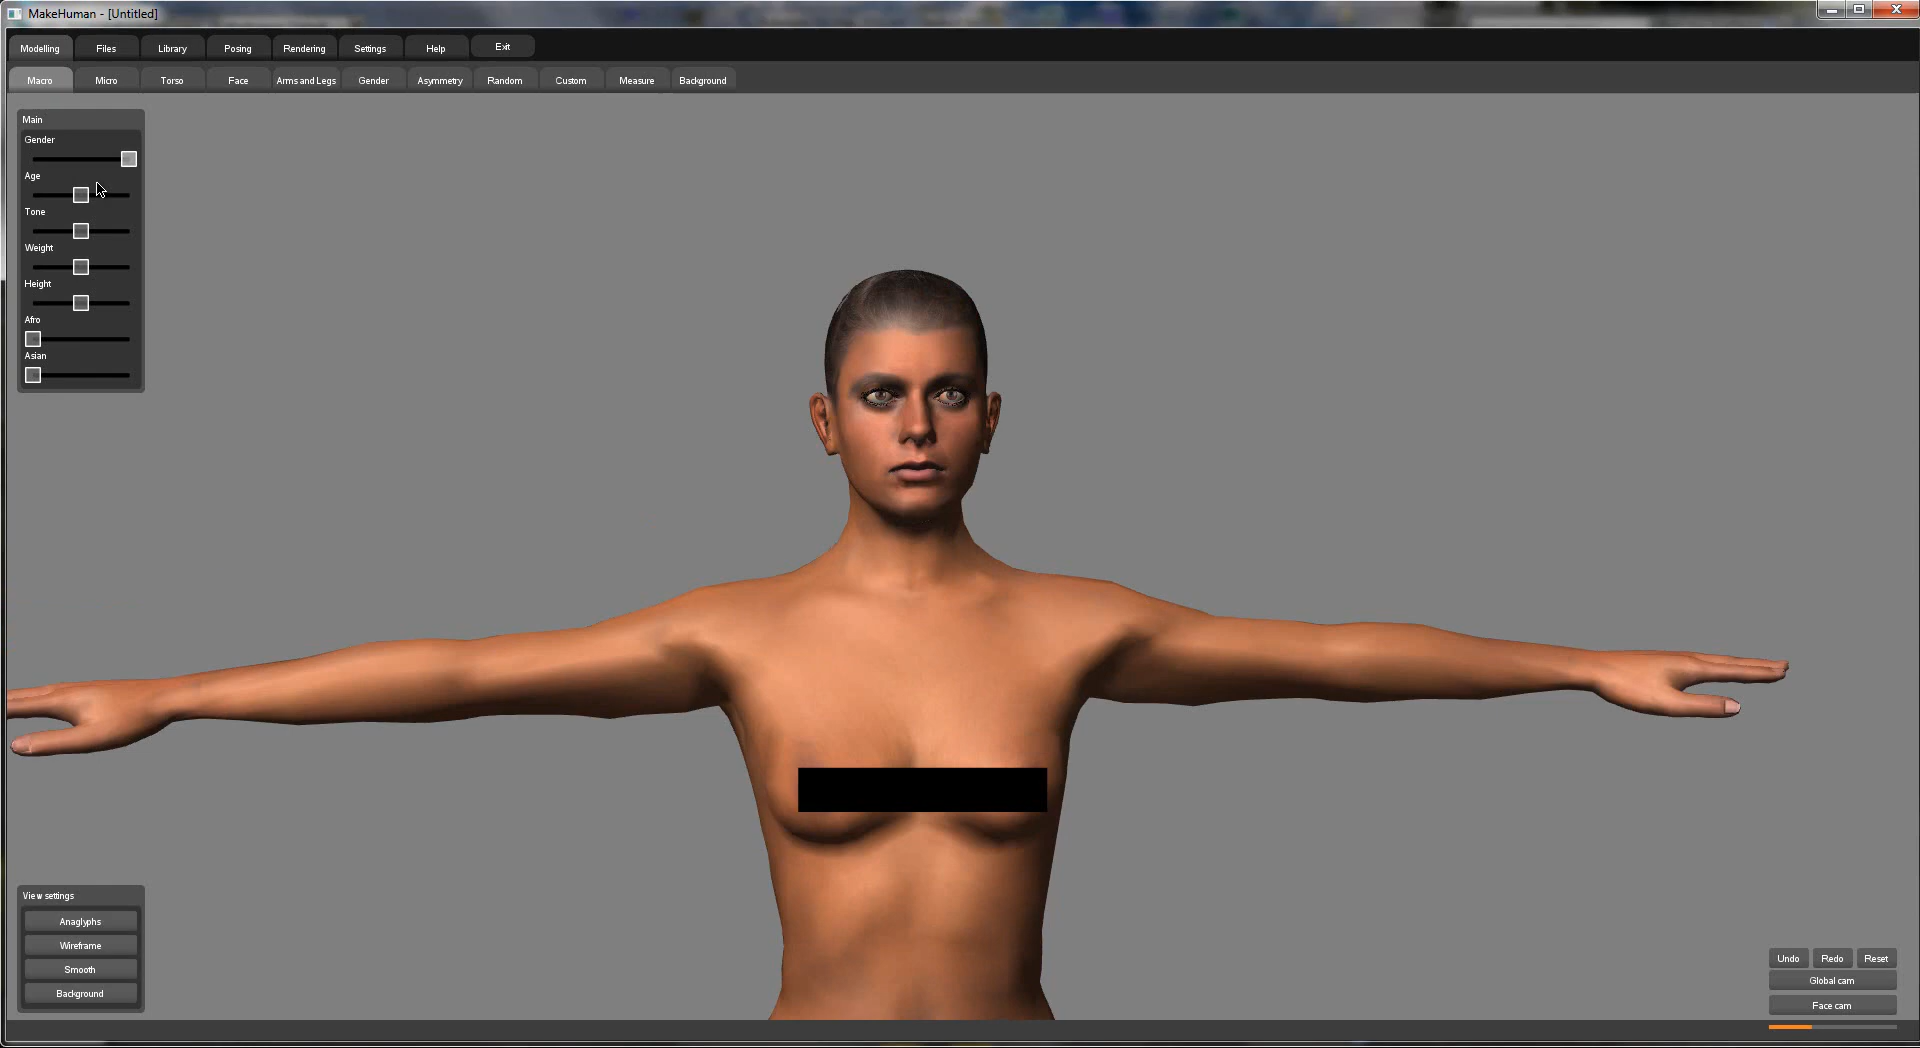 MakeHuman - [Untitled]
Modelling Files Library Posing Rendering Settings Help Exit
Macro Micro Torso Face Arms and Legs Gender Asymmetry Random Custom Measure Background
Main
Gender
Age
Tone
Weight
Height
Afro
Asian
View settings
Anaglyphs
Wireframe
Smooth
Background
Undo Redo Reset
Global cam
Face cam